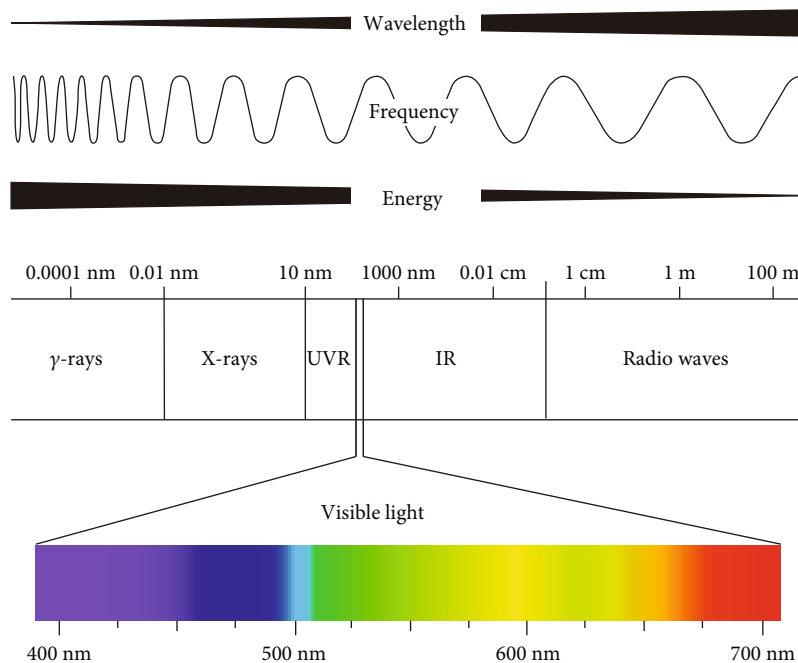 Wavelength
Frequency
Energy
0.0001 nm 0.01 nm 10 nm 1000 nm 0.01 cm 1 cm 1 m 100 m
γ-rays X-rays UVR IR Radio waves
Visible light
400 nm 500 nm 600 nm 700 nm